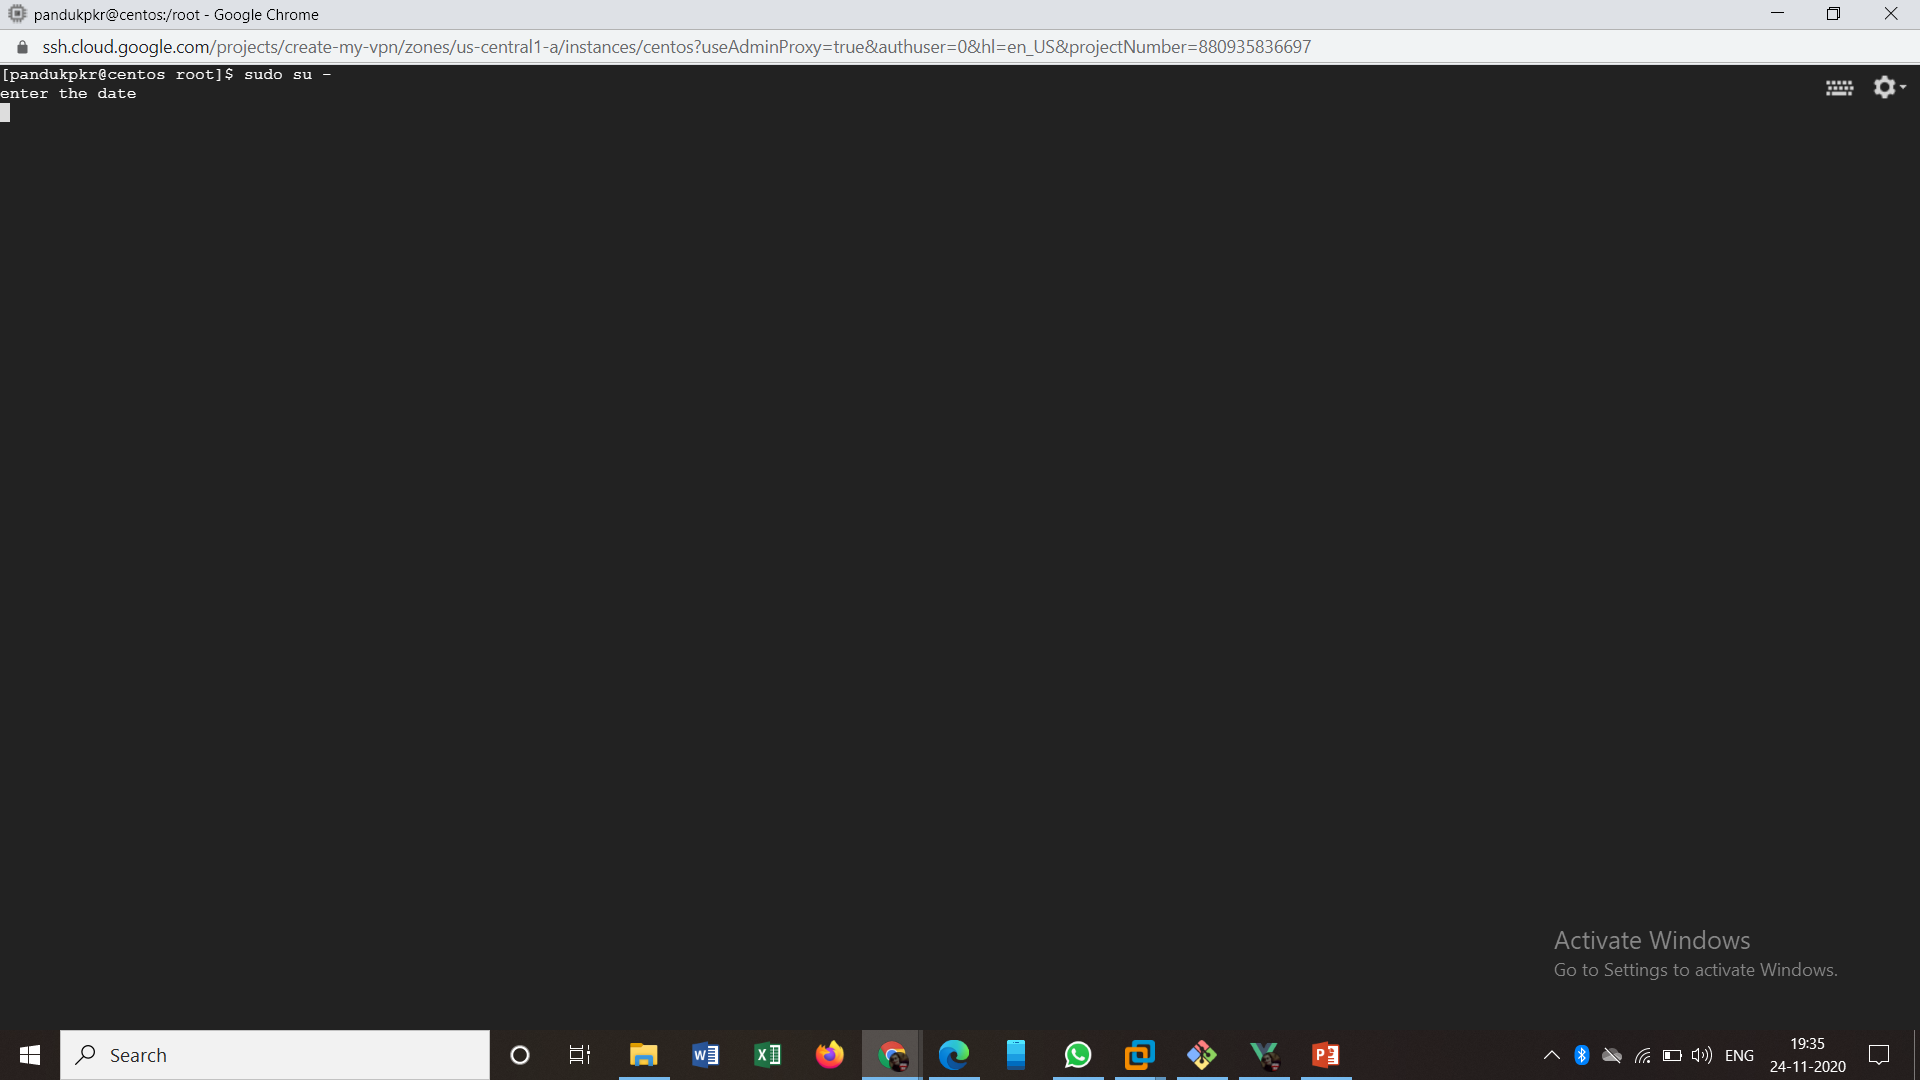 pandukpkr@centos:/root - Google Chrome
ssh.cloud.google.com/projects/create-my-vpn/zones/us-central1-a/instances/centos?useAdminProxy=true&authuser=0&hl=en_US&projectNumber=880935836697
[pandukpkr@centos root]$ sudo su -
enter the date
Activate Windows
Go to Settings to activate Windows.
Search
ENG
19:35
24-11-2020